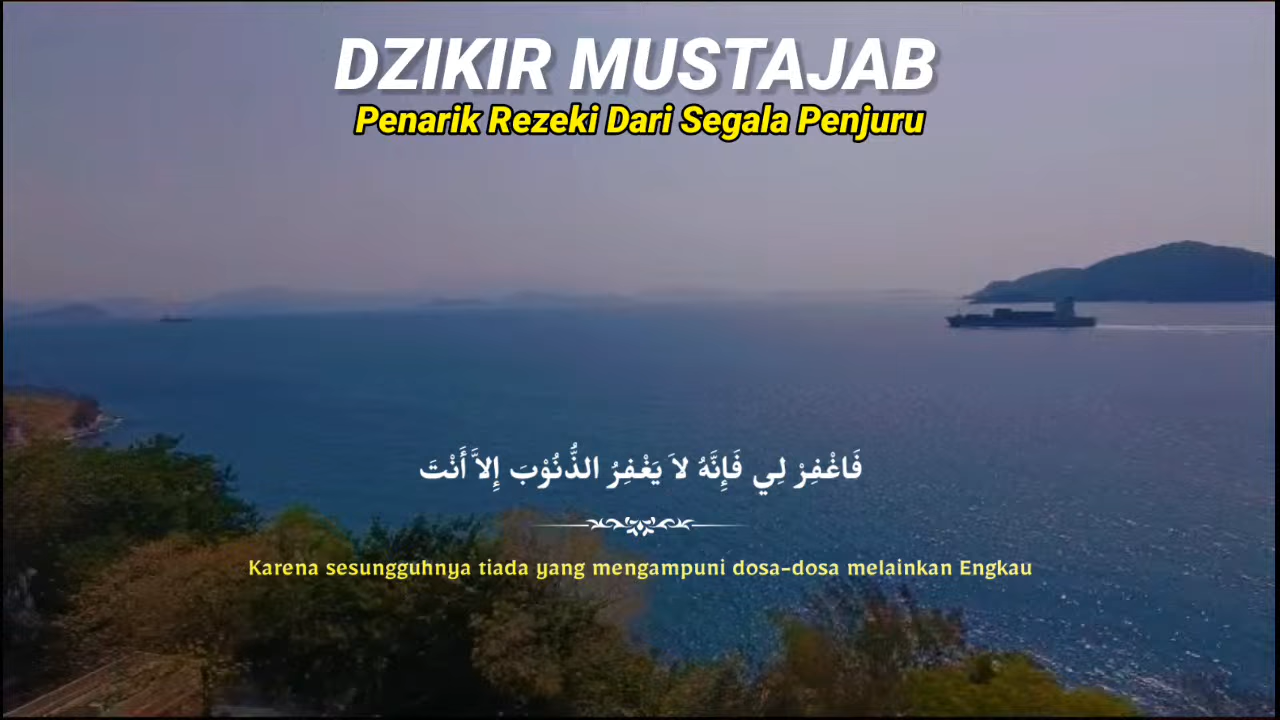 DZIKIR MUSTAJAB
Penarik Rezeki Dari Segala Penjuru
فَاغْفِرْ لِي فَإِنَّهُ لاَ يَغْفِرُ الذُّنُوْبَ إِلاَّ أَنْتَ
Karena sesungguhnya tiada yang mengampuni dosa-dosa melainkan Engkau